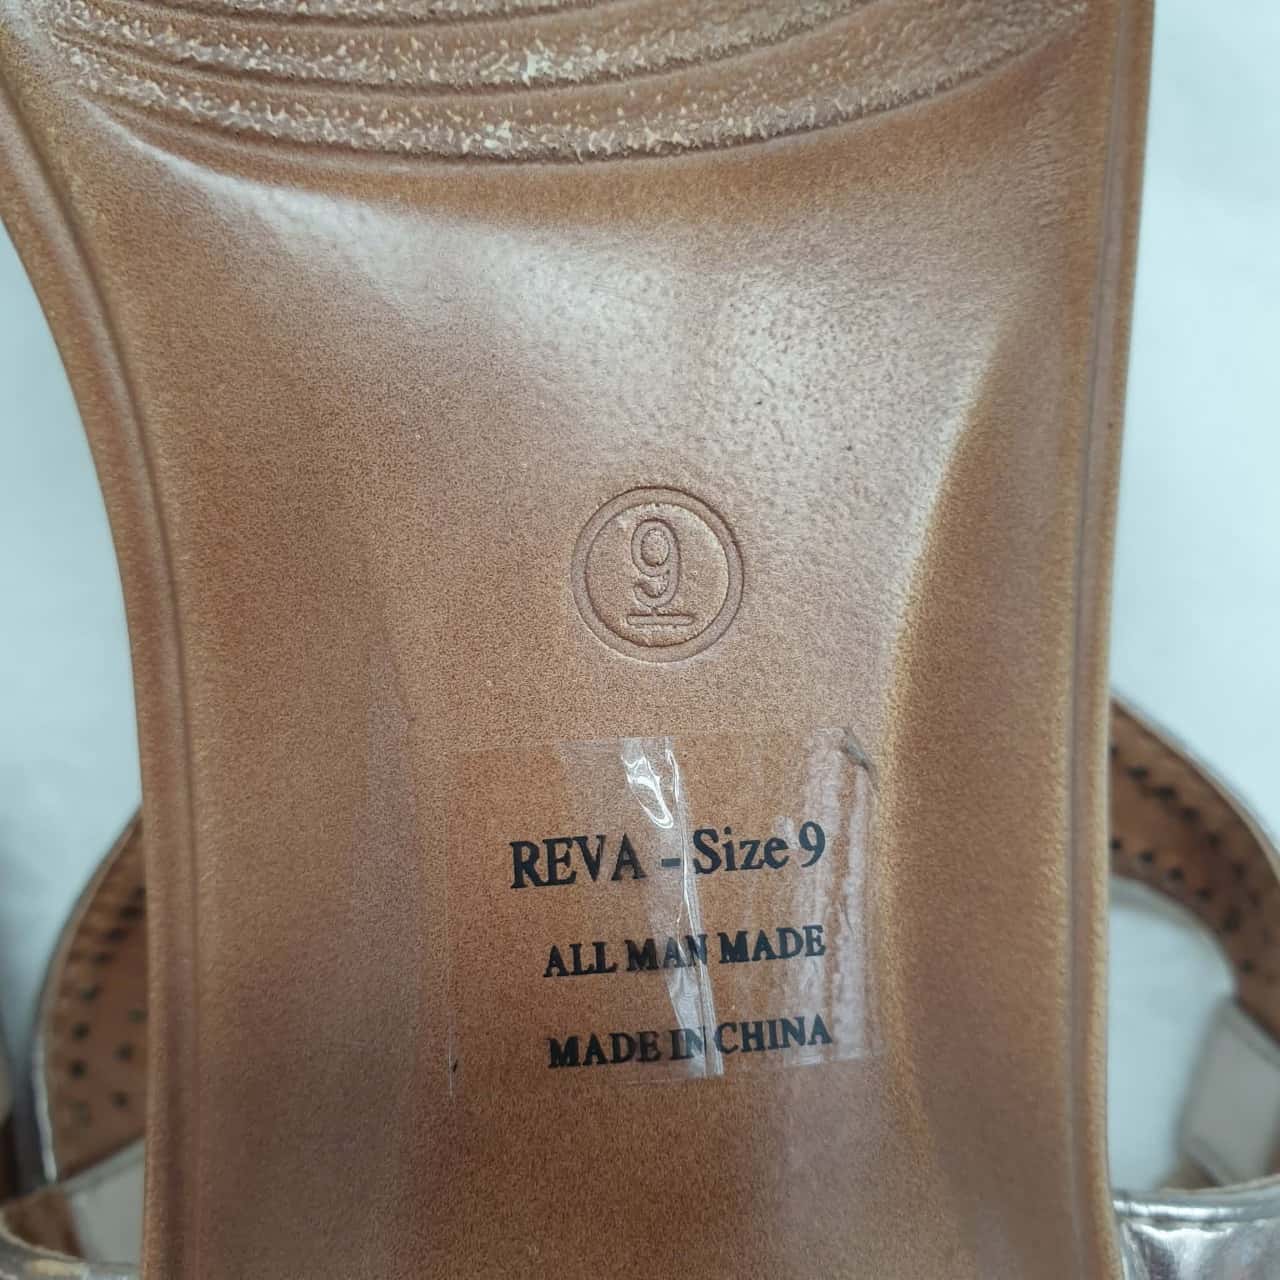 9
REVA - Size 9
ALL MAN MADE
MADE IN CHINA